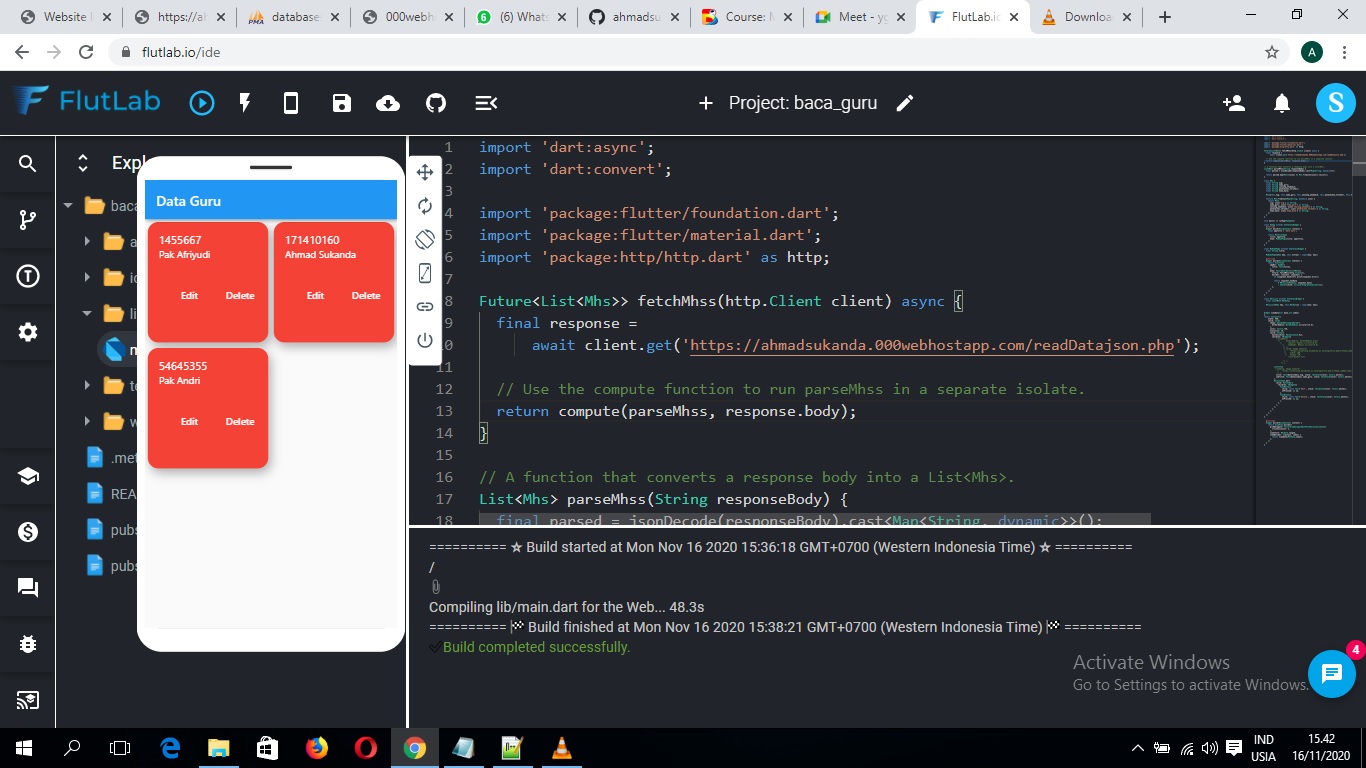 Website
https://ah
database
000webh
(6) Whats
ahmadsu
Course: M
Meet - yg
FlutLab.io
Downloa
flutlab.io/ide
A
FlutLab
Project: baca_guru
S
Expl
baca
a
io
li
m
te
w
.met
REA
pubs
pubs
Data Guru
1455667
Pak Afriyudi
Edit Delete
171410160
Ahmad Sukanda
Edit Delete
54645355
Pak Andri
Edit Delete
1 import 'dart:async';
2 import 'dart:convert';
3
4 import 'package:flutter/foundation.dart';
5 import 'package:flutter/material.dart';
6 import 'package:http/http.dart' as http;
7
8 Future<List<Mhs>> fetchMhss(http.Client client) async {
9 final response =
10 await client.get('https://ahmadsukanda.000webhostapp.com/readDatajson.php');
11
12 // Use the compute function to run parseMhss in a separate isolate.
13 return compute(parseMhss, response.body);
14 }
15
16 // A function that converts a response body into a List<Mhs>.
17 List<Mhs> parseMhss(String responseBody) {
18 final parsed = jsonDecode(responseBody).cast<Map<String, dynamic>>();
========== ☆ Build started at Mon Nov 16 2020 15:36:18 GMT+0700 (Western Indonesia Time) ☆ ==========
/
Compiling lib/main.dart for the Web... 48.3s
========== 🏁 Build finished at Mon Nov 16 2020 15:38:21 GMT+0700 (Western Indonesia Time) 🏁 ==========
✓Build completed successfully.
Activate Windows
Go to Settings to activate Windows.
4
IND
USIA
15.42
16/11/2020